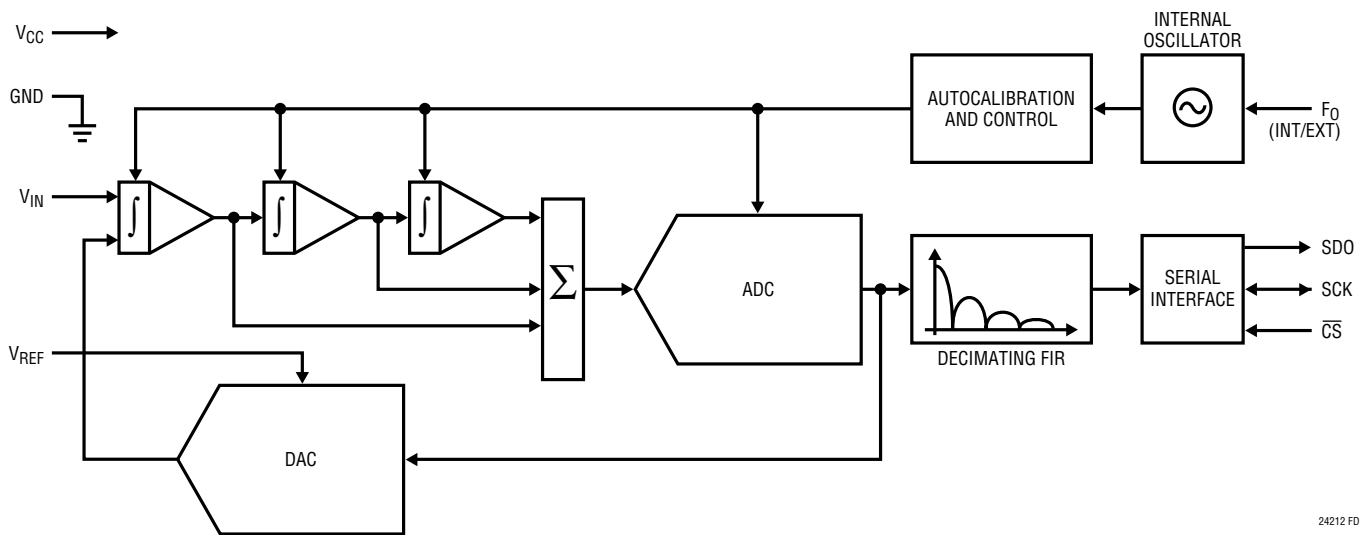 V_CC
GND
V_IN
V_REF
∫
∫
∫
Σ
ADC
DAC
AUTOCALIBRATION
AND CONTROL
INTERNAL
OSCILLATOR
F_O
(INT/EXT)
DECIMATING FIR
SERIAL
INTERFACE
SDO
SCK
C̅S̅
24212 FD